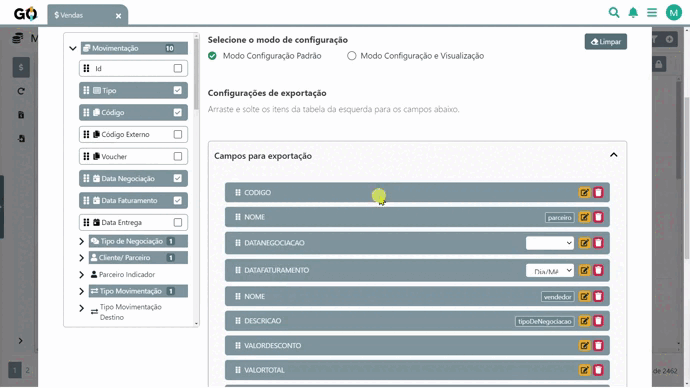 GO
$ Vendas
M
M
Selecione o modo de configuração
Limpar
Modo Configuração Padrão
Modo Configuração e Visualização
Configurações de exportação
Arraste e solte os itens da tabela da esquerda para os campos abaixo.
Movimentação 10
Id
Tipo
Código
Código Externo
Voucher
Data Negociação
Data Faturamento
Data Entrega
Tipo de Negociação 1
Cliente/ Parceiro 1
Parceiro Indicador
Tipo Movimentação 1
Tipo Movimentação
Destino
Campos para exportação
CODIGO
NOME parceiro
DATANEGOCIACAO
DATAFATURAMENTO Dia/Mê
NOME vendedor
DESCRICAO tipoDeNegociacao
VALORDESCONTO
VALORTOTAL
$
1 2
de 2462